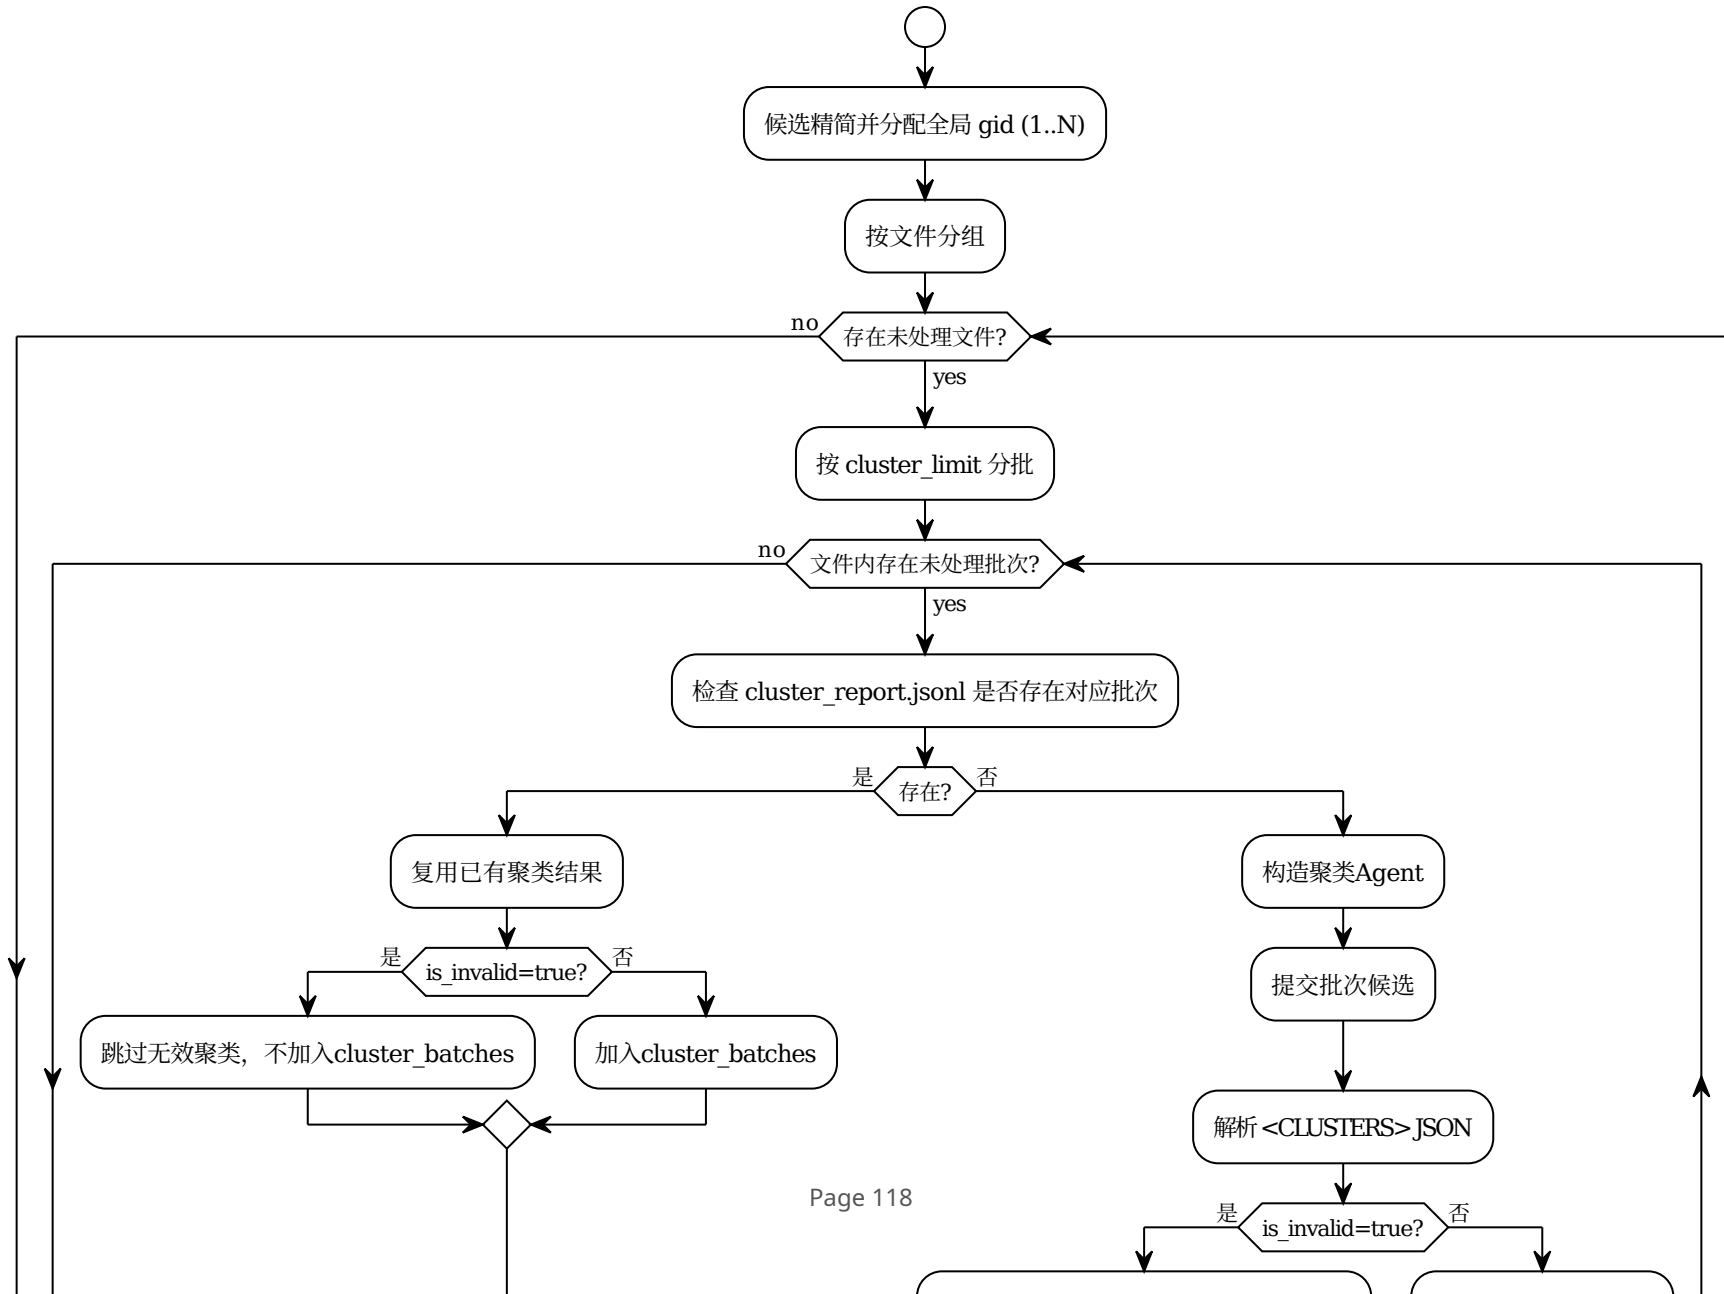 候选精简并分配全局 gid (1..N)
按文件分组
no
存在未处理文件?
yes
按 cluster_limit 分批
no
文件内存在未处理批次?
yes
检查 cluster_report.jsonl 是否存在对应批次
是
存在?
否
复用已有聚类结果
构造聚类Agent
是
is_invalid=true?
否
提交批次候选
跳过无效聚类，不加入cluster_batches
加入cluster_batches
解析 <CLUSTERS> JSON
Page 118
是
is_invalid=true?
否